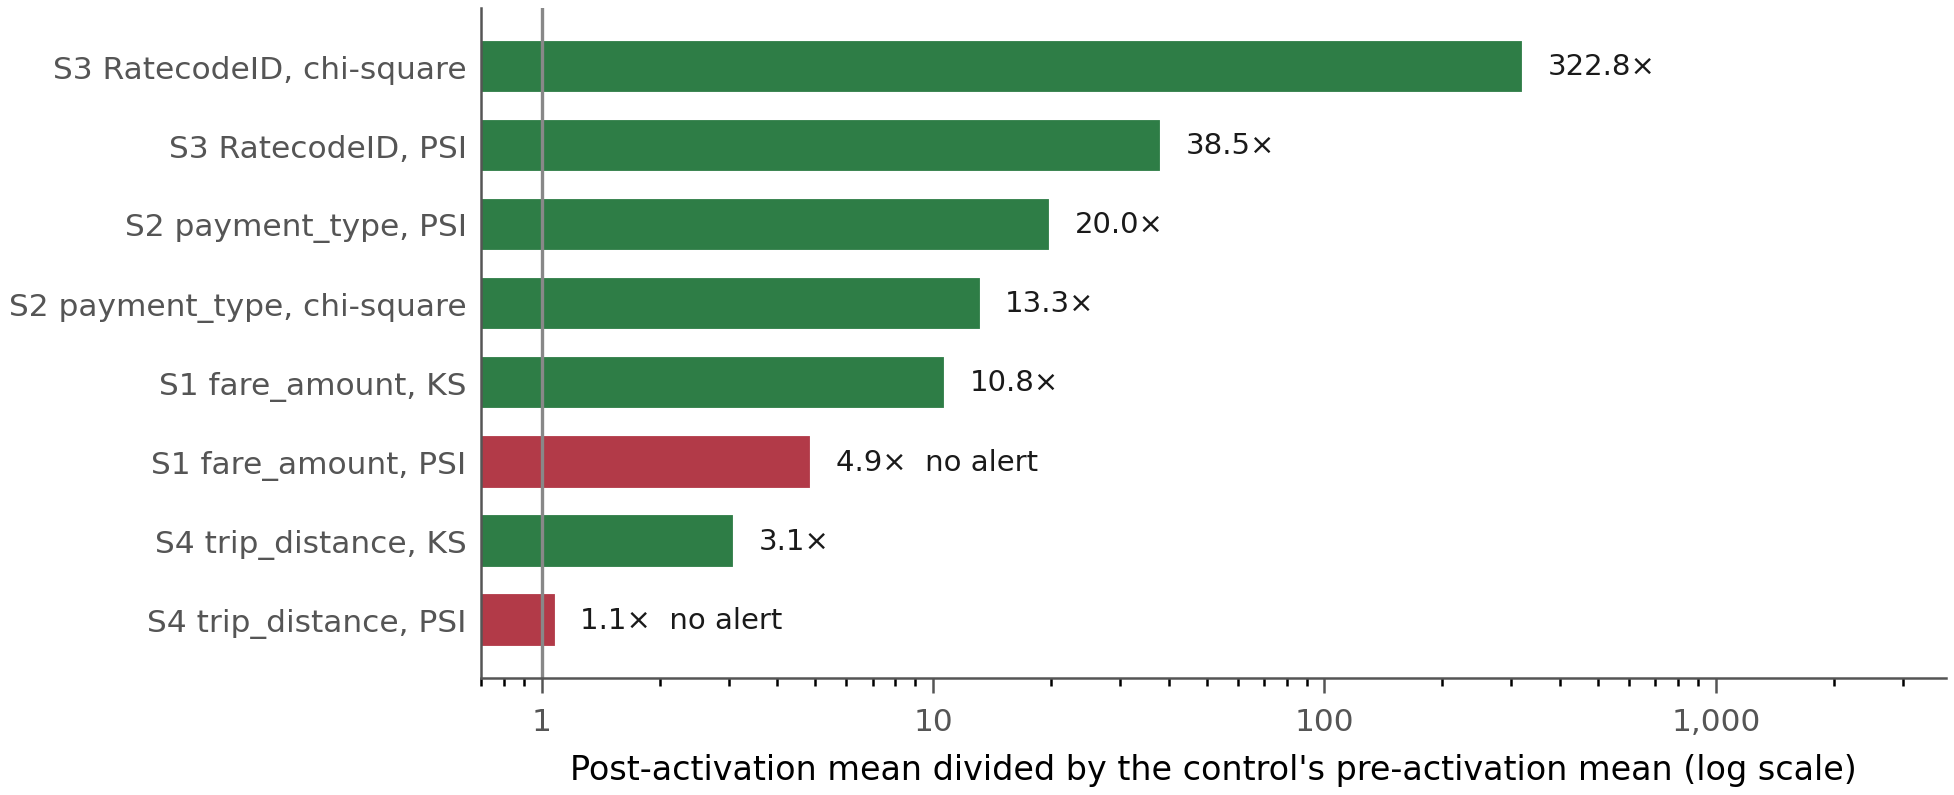 S3 RatecodeID, chi-square 322.8×
S3 RatecodeID, PSI 38.5×
S2 payment_type, PSI 20.0×
S2 payment_type, chi-square 13.3×
S1 fare_amount, KS 10.8×
S1 fare_amount, PSI 4.9× no alert
S4 trip_distance, KS 3.1×
S4 trip_distance, PSI 1.1× no alert
1 10 100 1,000
Post-activation mean divided by the control's pre-activation mean (log scale)